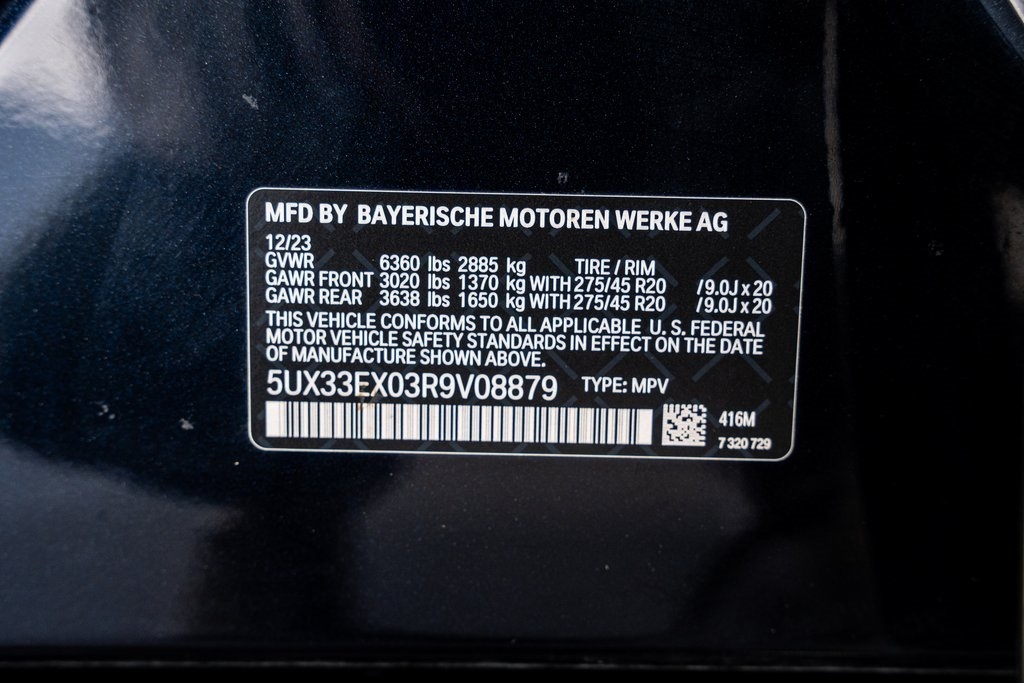 MFD BY BAYERISCHE MOTOREN WERKE AG
12/23
GVWR 6360 lbs 2885 kg TIRE / RIM
GAWR FRONT 3020 lbs 1370 kg WITH 275/45 R20 /9.0J x 20
GAWR REAR 3638 lbs 1650 kg WITH 275/45 R20 /9.0J x 20
THIS VEHICLE CONFORMS TO ALL APPLICABLE U. S. FEDERAL
MOTOR VEHICLE SAFETY STANDARDS IN EFFECT ON THE DATE
OF MANUFACTURE SHOWN ABOVE.
5UX33EX03R9V08879 TYPE: MPV
416M
7 320 729